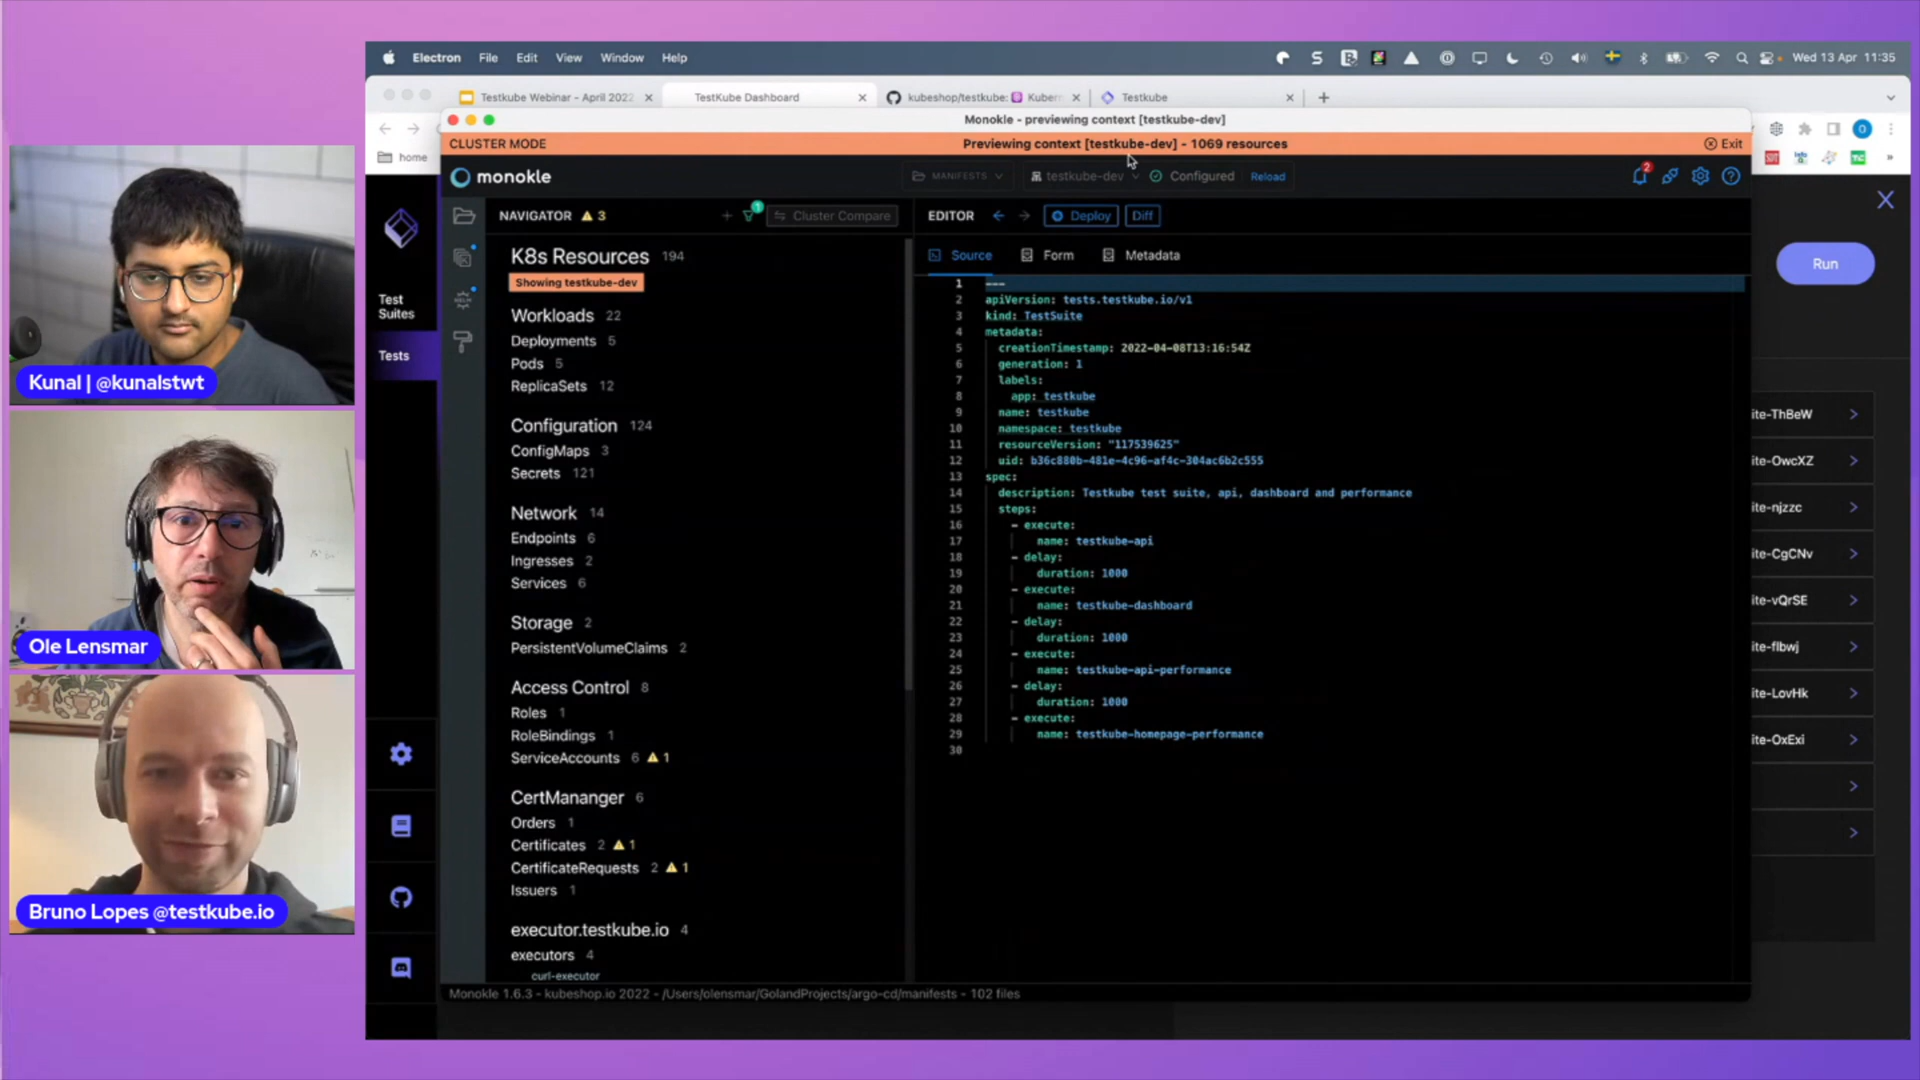 Electron File Edit View Window Help
Wed 13 Apr 11:35
Testkube Webinar - April 2022
TestKube Dashboard
kubeshop/testkube:
Testkube
Monokle - previewing context [testkube-dev]
CLUSTER MODE
Previewing context [testkube-dev] - 1069 resources
Exit
home
monokle
MANIFESTS
testkube-dev
Configured
Reload
2
NAVIGATOR 3
1
Cluster Compare
EDITOR
Deploy
Diff
Source
Form
Metadata
Run
Test
Suites
Tests
K8s Resources 194
Showing testkube-dev
Workloads 22
Deployments 5
Pods 5
ReplicaSets 12
Configuration 124
ConfigMaps 3
Secrets 121
Network 14
Endpoints 6
Ingresses 2
Services 6
Storage 2
PersistentVolumeClaims 2
Access Control 8
Roles 1
RoleBindings 1
ServiceAccounts 6 1
CertMananger 6
Orders 1
Certificates 2 1
CertificateRequests 2 1
Issuers 1
executor.testkube.io 4
executors 4
curl-executor
1 ---
2 apiVersion: tests.testkube.io/v1
3 kind: TestSuite
4 metadata:
5 creationTimestamp: 2022-04-08T13:16:54Z
6 generation: 1
7 labels:
8 app: testkube
9 name: testkube
10 namespace: testkube
11 resourceVersion: "117539625"
12 uid: b36c880b-481e-4c96-af4c-304ac6b2c555
13 spec:
14 description: Testkube test suite, api, dashboard and performance
15 steps:
16 - execute:
17 name: testkube-api
18 - delay:
19 duration: 1000
20 - execute:
21 name: testkube-dashboard
22 - delay:
23 duration: 1000
24 - execute:
25 name: testkube-api-performance
26 - delay:
27 duration: 1000
28 - execute:
29 name: testkube-homepage-performance
30
ite-ThBeW
ite-OwcXZ
ite-njzzc
ite-CgCNv
ite-vQrSE
ite-flbwj
ite-LovHk
ite-OxExi
Monokle 1.6.3 - kubeshop.io 2022 - /Users/olensmar/GolandProjects/argo-cd/manifests - 102 files
Kunal | @kunalstwt
Ole Lensmar
Bruno Lopes @testkube.io